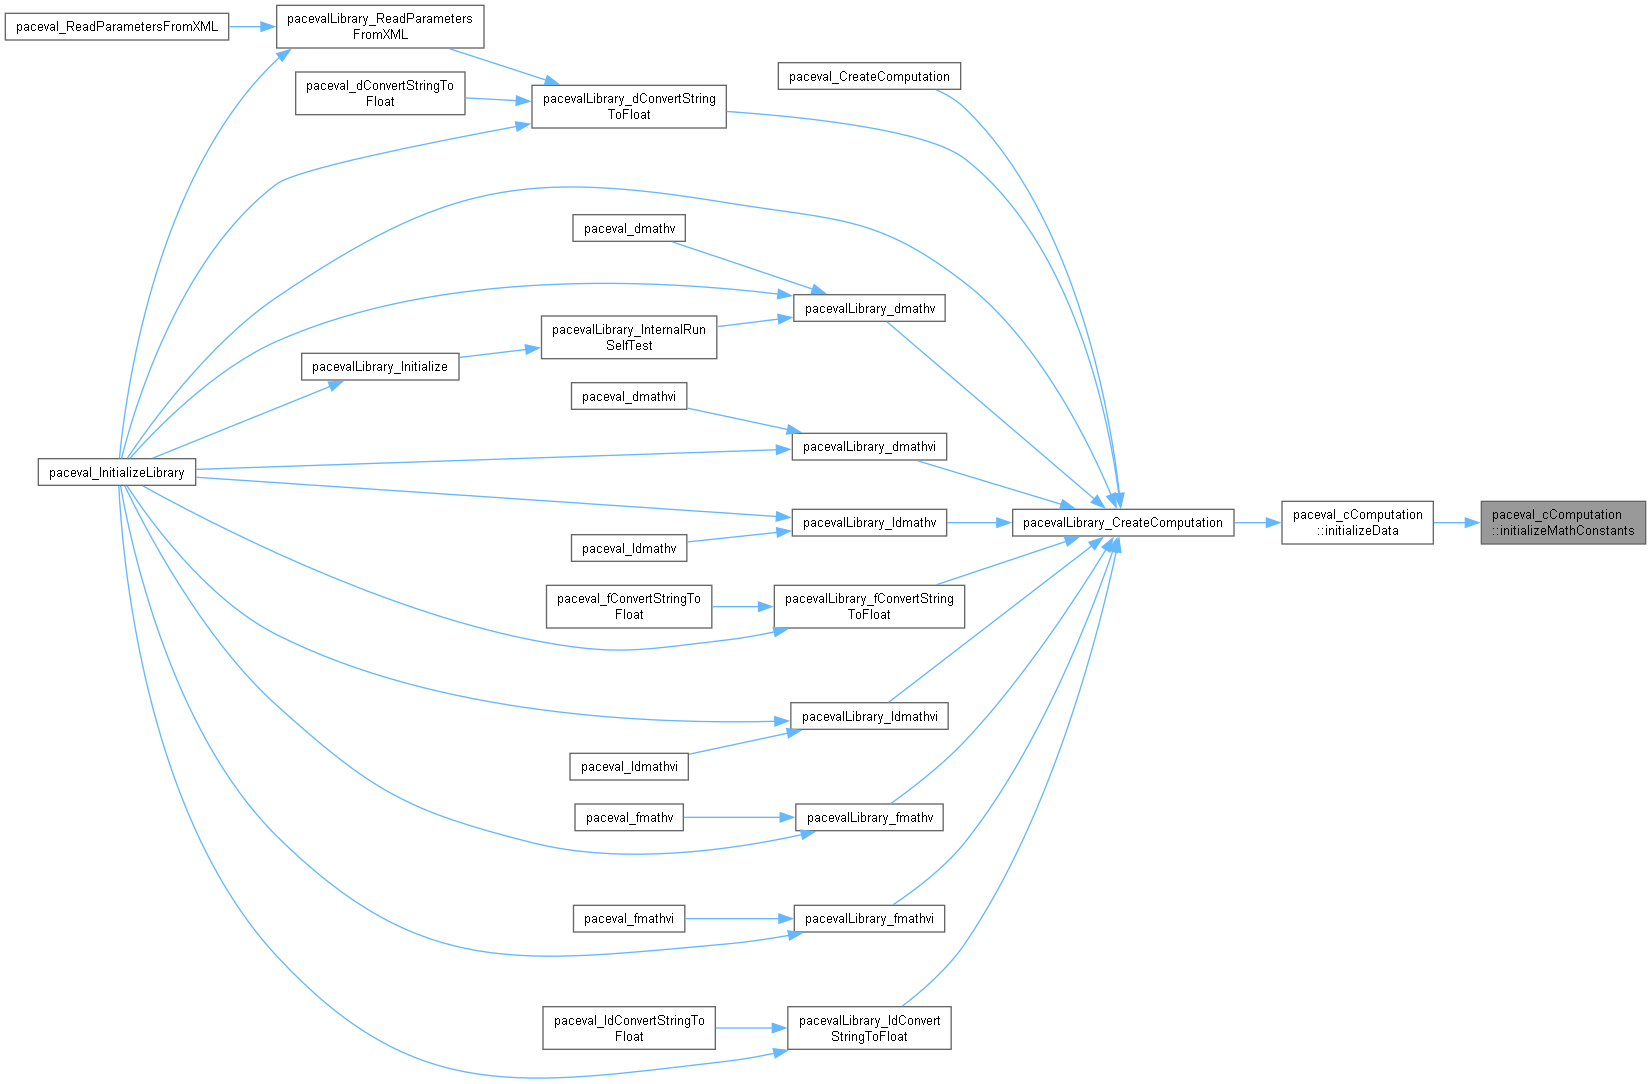 paceval_ReadParametersFromXML
pacevalLibrary_ReadParameters
FromXML
paceval_CreateComputation
paceval_dConvertStringTo
Float
pacevalLibrary_dConvertString
ToFloat
paceval_dmathv
pacevalLibrary_dmathv
pacevalLibrary_InternalRun
SelfTest
pacevalLibrary_Initialize
paceval_dmathvi
pacevalLibrary_dmathvi
paceval_InitializeLibrary
pacevalLibrary_ldmathv
pacevalLibrary_CreateComputation
paceval_cComputation
::initializeData
paceval_cComputation
::initializeMathConstants
paceval_ldmathv
paceval_fConvertStringTo
Float
pacevalLibrary_fConvertString
ToFloat
pacevalLibrary_ldmathvi
paceval_ldmathvi
paceval_fmathv
pacevalLibrary_fmathv
paceval_fmathvi
pacevalLibrary_fmathvi
paceval_ldConvertStringTo
Float
pacevalLibrary_ldConvert
StringToFloat